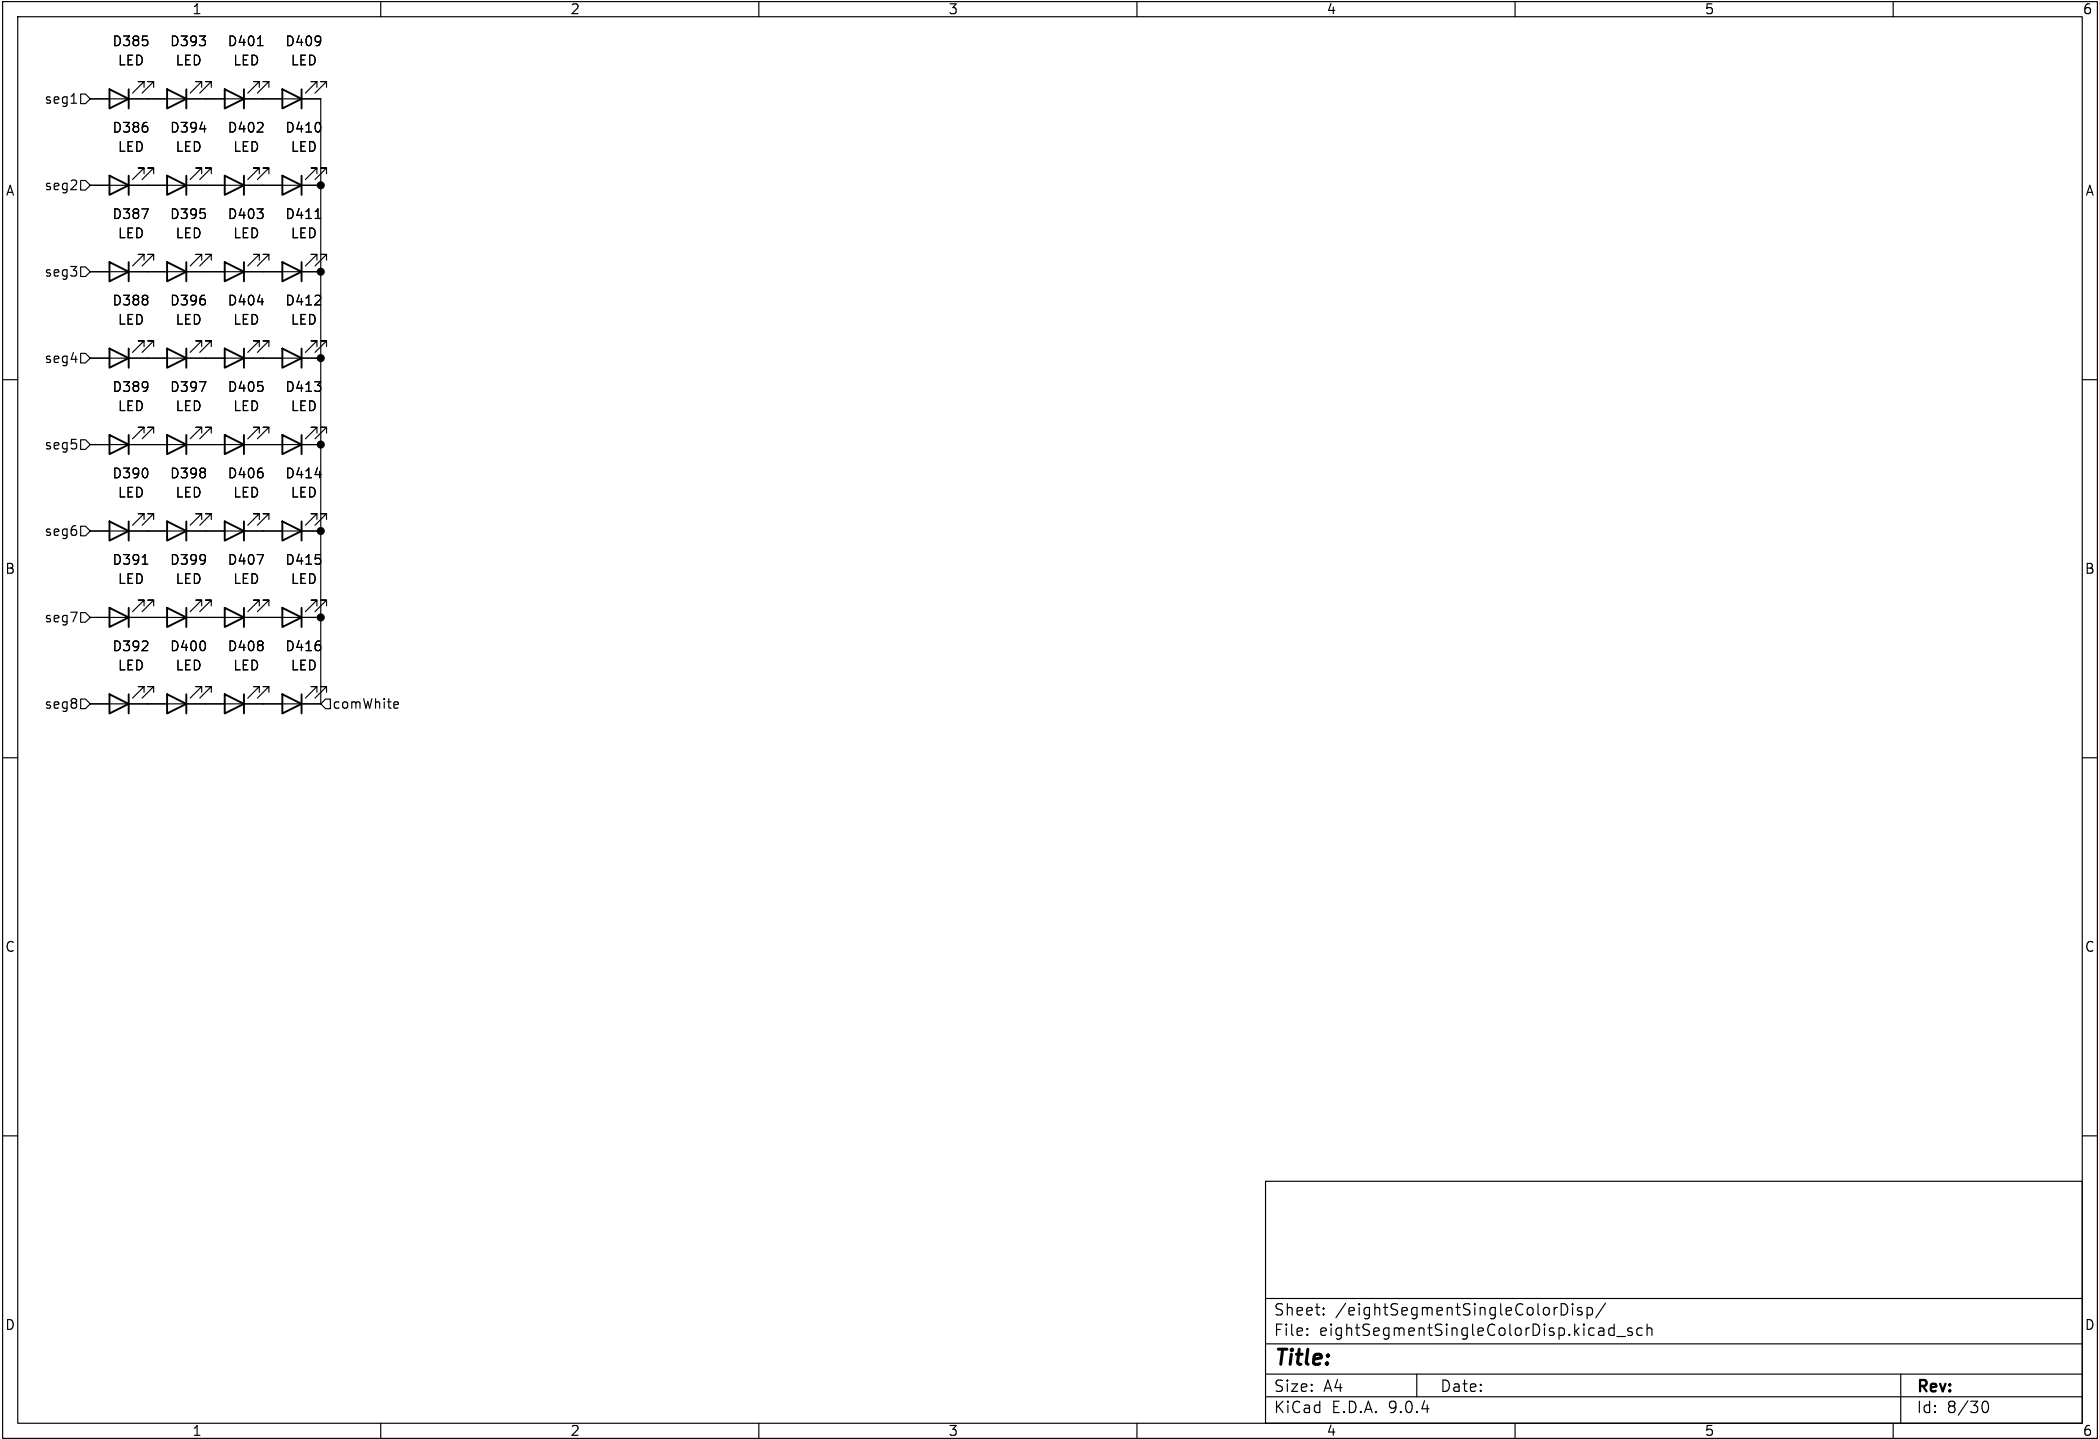 1 2 3 4 5 6
D385 D393 D401 D409
LED LED LED LED
seg1
D386 D394 D402 D410
LED LED LED LED
A seg2 A
D387 D395 D403 D411
LED LED LED LED
seg3
D388 D396 D404 D412
LED LED LED LED
seg4
D389 D397 D405 D413
LED LED LED LED
seg5
D390 D398 D406 D414
LED LED LED LED
seg6
D391 D399 D407 D415
B B
LED LED LED LED
seg7
D392 D400 D408 D416
LED LED LED LED
seg8 comWhite
C C
Sheet: /eightSegmentSingleColorDisp/
D D
File: eightSegmentSingleColorDisp.kicad_sch
Title:
Size: A4 Date: Rev:
KiCad E.D.A. 9.0.4 Id: 8/30
1 2 3 4 5 6